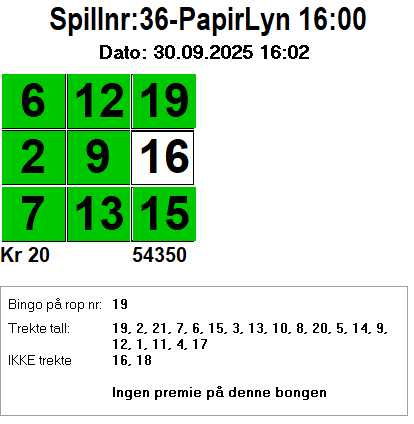 Spillnr:36-PapirLyn 16:00
Dato: 30.09.2025 16:02
6 12 19
2 9 16
7 13 15
Kr 20 54350
Bingo på rop nr: 19
Trekte tall: 19, 2, 21, 7, 6, 15, 3, 13, 10, 8, 20, 5, 14, 9,
12, 1, 11, 4, 17
IKKE trekte 16, 18
Ingen premie på denne bongen